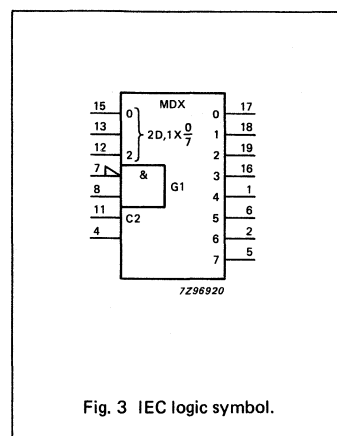 MDX
15 0 0 17
13 } 2D,1X 0/7 1 18
12 2 2 19
7 & 3 16
8 G1 4 1
11 C2 5 6
4 6 2
7 5
7Z96920
Fig. 3 IEC logic symbol.